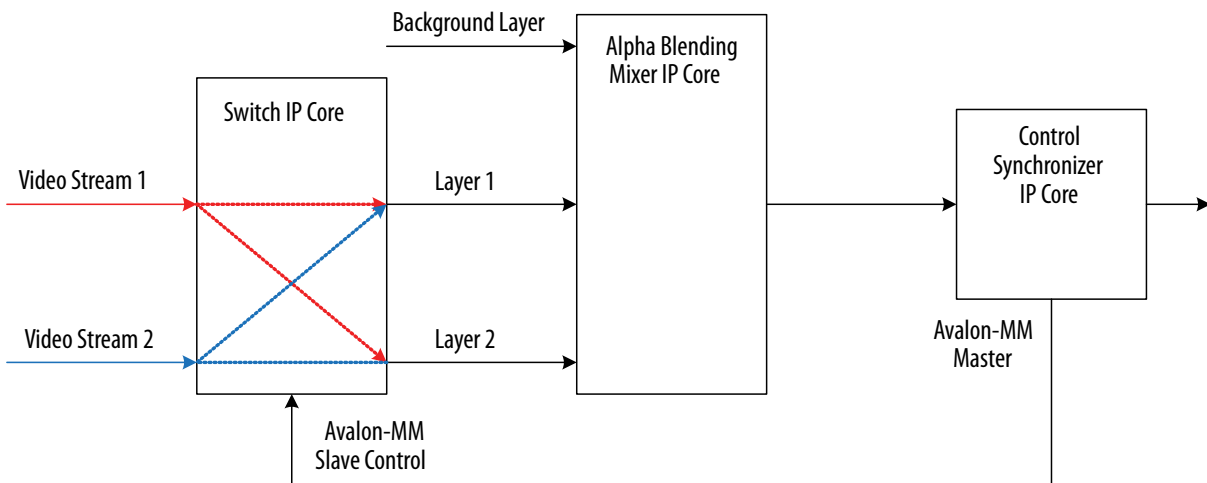 Background Layer
Alpha Blending
Mixer IP Core
Switch IP Core
Control
Synchronizer
IP Core
Video Stream 1
Layer 1
Video Stream 2
Layer 2
Avalon-MM
Master
Avalon-MM
Slave Control